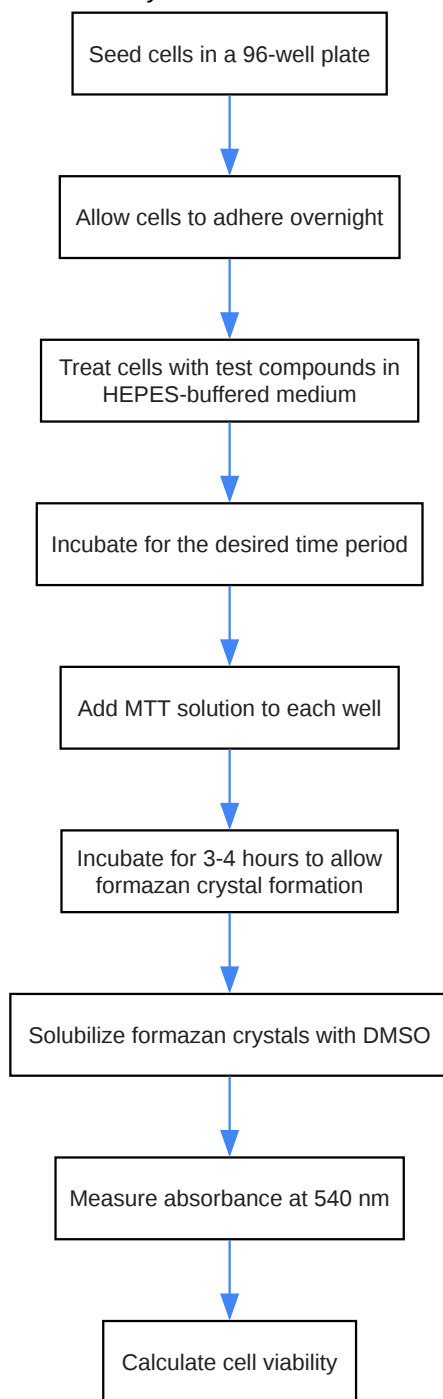 Seed cells in a 96-well plate
Allow cells to adhere overnight
Treat cells with test compounds in
HEPES-buffered medium
Incubate for the desired time period
Add MTT solution to each well
Incubate for 3-4 hours to allow
formazan crystal formation
Solubilize formazan crystals with DMSO
Measure absorbance at 540 nm
Calculate cell viability